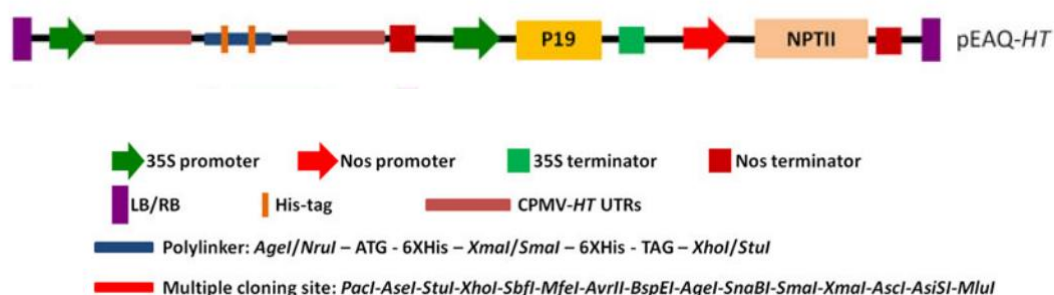 P19 NPTII pEAQ-HT
35S promoter Nos promoter 35S terminator Nos terminator
LB/RB His-tag CPMV-HT UTRs
Polylinker: AgeI/NruI – ATG - 6XHis – XmaI/SmaI – 6XHis - TAG – XhoI/StuI
Multiple cloning site: PacI-AseI-StuI-XhoI-SbfI-MfeI-AvrII-BspEI-AgeI-SnaBI-SmaI-XmaI-AscI-AsiSI-MluI